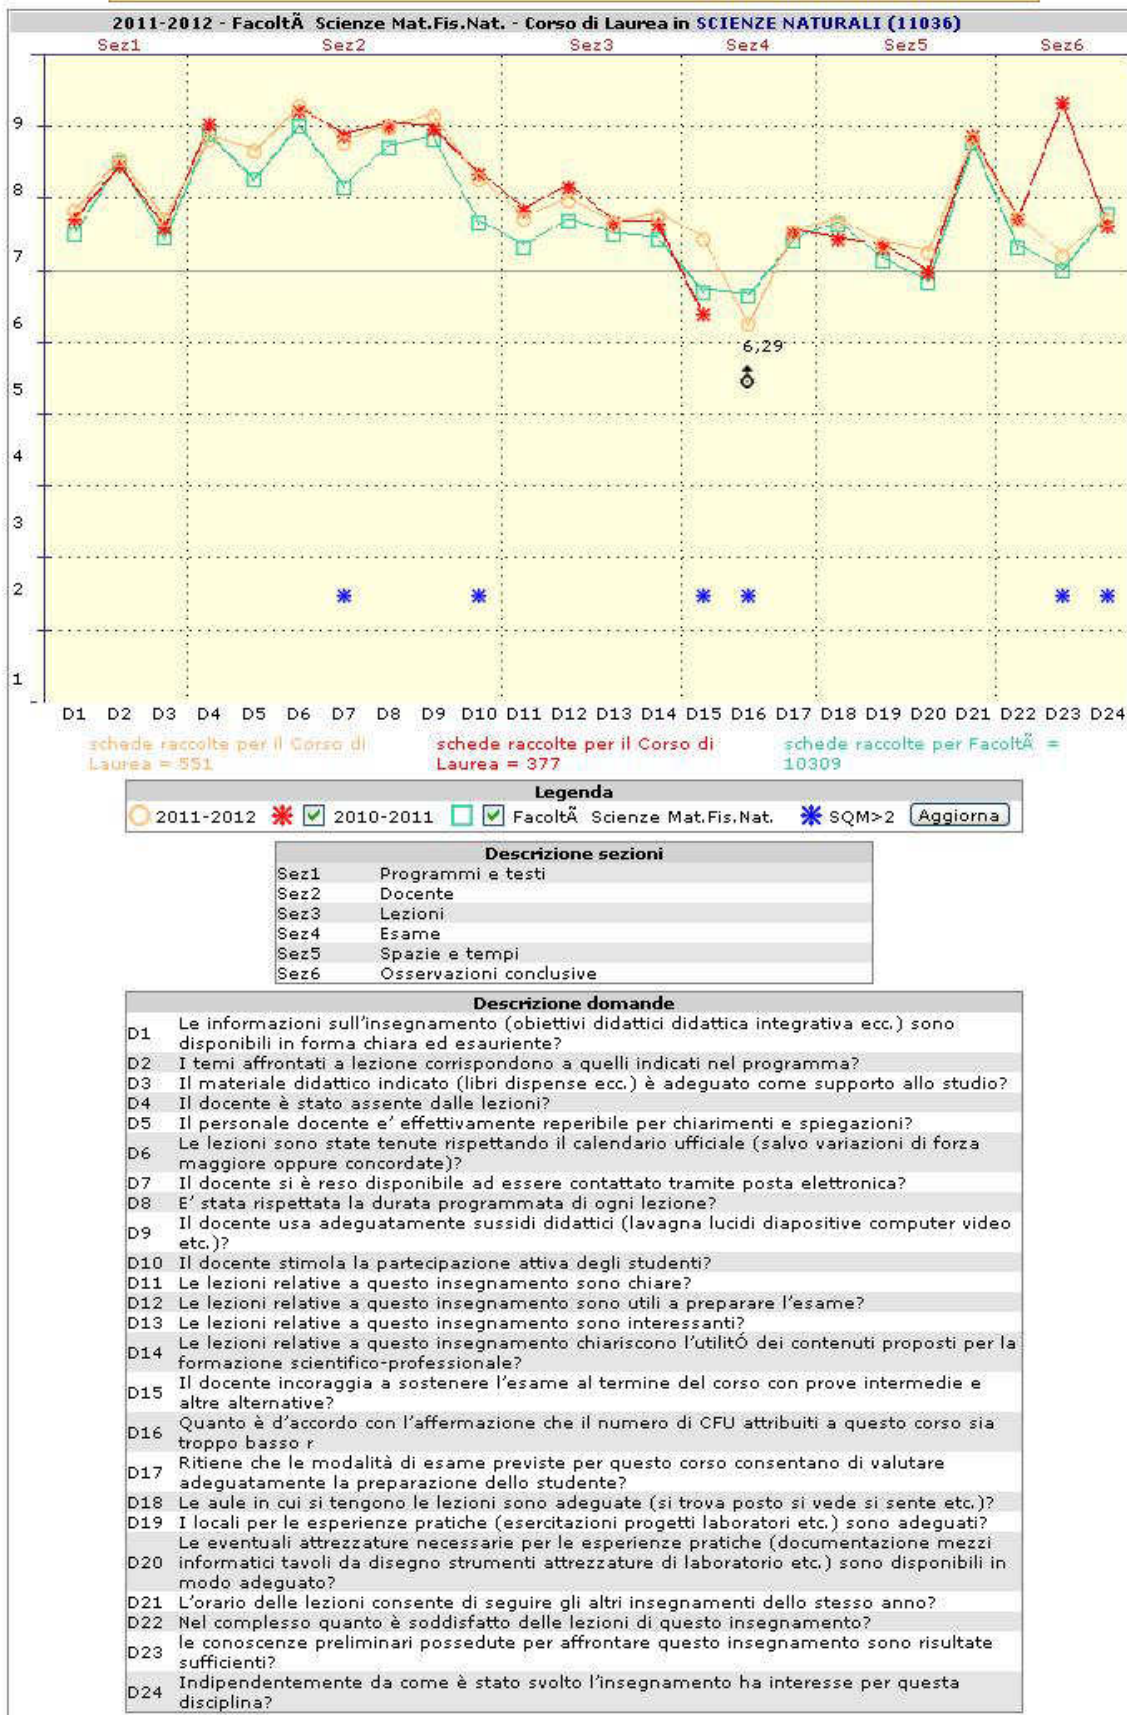 2011-2012 - FacoltÃ Scienze Mat.Fis.Nat. - Corso di Laurea in SCIENZE NATURALI (11036)
Sez1 Sez2 Sez3 Sez4 Sez5 Sez6
9
8
7
6
6,29
5
4
3
2
1
D1 D2 D3 D4 D5 D6 D7 D8 D9 D10 D11 D12 D13 D14 D15 D16 D17 D18 D19 D20 D21 D22 D23 D24
schede raccolte per il Corso di
Laurea = 551
schede raccolte per il Corso di
Laurea = 377
schede raccolte per FacoltÃ =
10309
Legenda
2011-2012 2010-2011 FacoltÃ Scienze Mat.Fis.Nat. SQM>2 Aggiorna
Descrizione sezioni
Sez1 Programmi e testi
Sez2 Docente
Sez3 Lezioni
Sez4 Esame
Sez5 Spazie e tempi
Sez6 Osservazioni conclusive
Descrizione domande
D1 Le informazioni sull'insegnamento (obiettivi didattici didattica integrativa ecc.) sono
disponibili in forma chiara ed esauriente?
D2 I temi affrontati a lezione corrispondono a quelli indicati nel programma?
D3 Il materiale didattico indicato (libri dispense ecc.) è adeguato come supporto allo studio?
D4 Il docente è stato assente dalle lezioni?
D5 Il personale docente e' effettivamente reperibile per chiarimenti e spiegazioni?
D6 Le lezioni sono state tenute rispettando il calendario ufficiale (salvo variazioni di forza
maggiore oppure concordate)?
D7 Il docente si è reso disponibile ad essere contattato tramite posta elettronica?
D8 E' stata rispettata la durata programmata di ogni lezione?
D9 Il docente usa adeguatamente sussidi didattici (lavagna lucidi diapositive computer video
etc.)?
D10 Il docente stimola la partecipazione attiva degli studenti?
D11 Le lezioni relative a questo insegnamento sono chiare?
D12 Le lezioni relative a questo insegnamento sono utili a preparare l'esame?
D13 Le lezioni relative a questo insegnamento sono interessanti?
D14 Le lezioni relative a questo insegnamento chiariscono l'utilitÓ dei contenuti proposti per la
formazione scientifico-professionale?
D15 Il docente incoraggia a sostenere l'esame al termine del corso con prove intermedie e
altre alternative?
D16 Quanto è d'accordo con l'affermazione che il numero di CFU attribuiti a questo corso sia
troppo basso r
D17 Ritiene che le modalità di esame previste per questo corso consentano di valutare
adeguatamente la preparazione dello studente?
D18 Le aule in cui si tengono le lezioni sono adeguate (si trova posto si vede si sente etc.)?
D19 I locali per le esperienze pratiche (esercitazioni progetti laboratori etc.) sono adeguati?
D20 Le eventuali attrezzature necessarie per le esperienze pratiche (documentazione mezzi
informatici tavoli da disegno strumenti attrezzature di laboratorio etc.) sono disponibili in
modo adeguato?
D21 L'orario delle lezioni consente di seguire gli altri insegnamenti dello stesso anno?
D22 Nel complesso quanto è soddisfatto delle lezioni di questo insegnamento?
D23 le conoscenze preliminari possedute per affrontare questo insegnamento sono risultate
sufficienti?
D24 Indipendentemente da come è stato svolto l'insegnamento ha interesse per questa
disciplina?